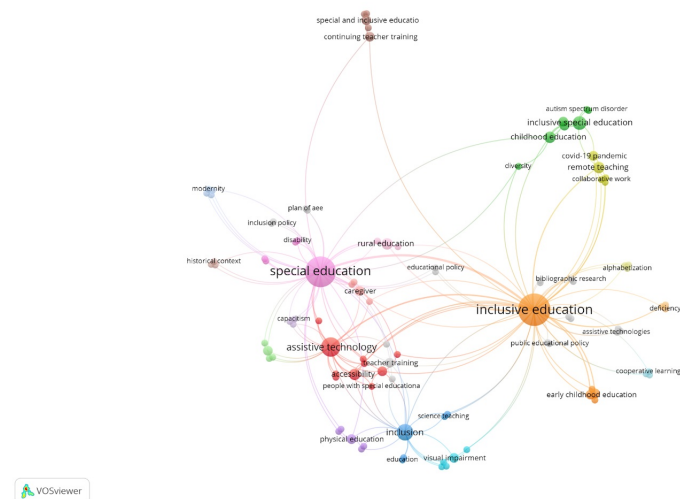 special and inclusive educatio
continuing teacher training
autism spectrum disorder
inclusive special education
childhood education
covid-19 pandemic
diversity
remote teaching
collaborative work
modernity
plan of aee
inclusion policy
disability
rural education
historical context
special education
educational policy
alphabetization
bibliographic research
caregiver
inclusive education
deficiency
capacitism
assistive technologies
public educational policy
assistive technology
teacher training
accessibility
cooperative learning
people with special educationa
early childhood education
science teaching
inclusion
physical education
education
visual impairment
VOSviewer